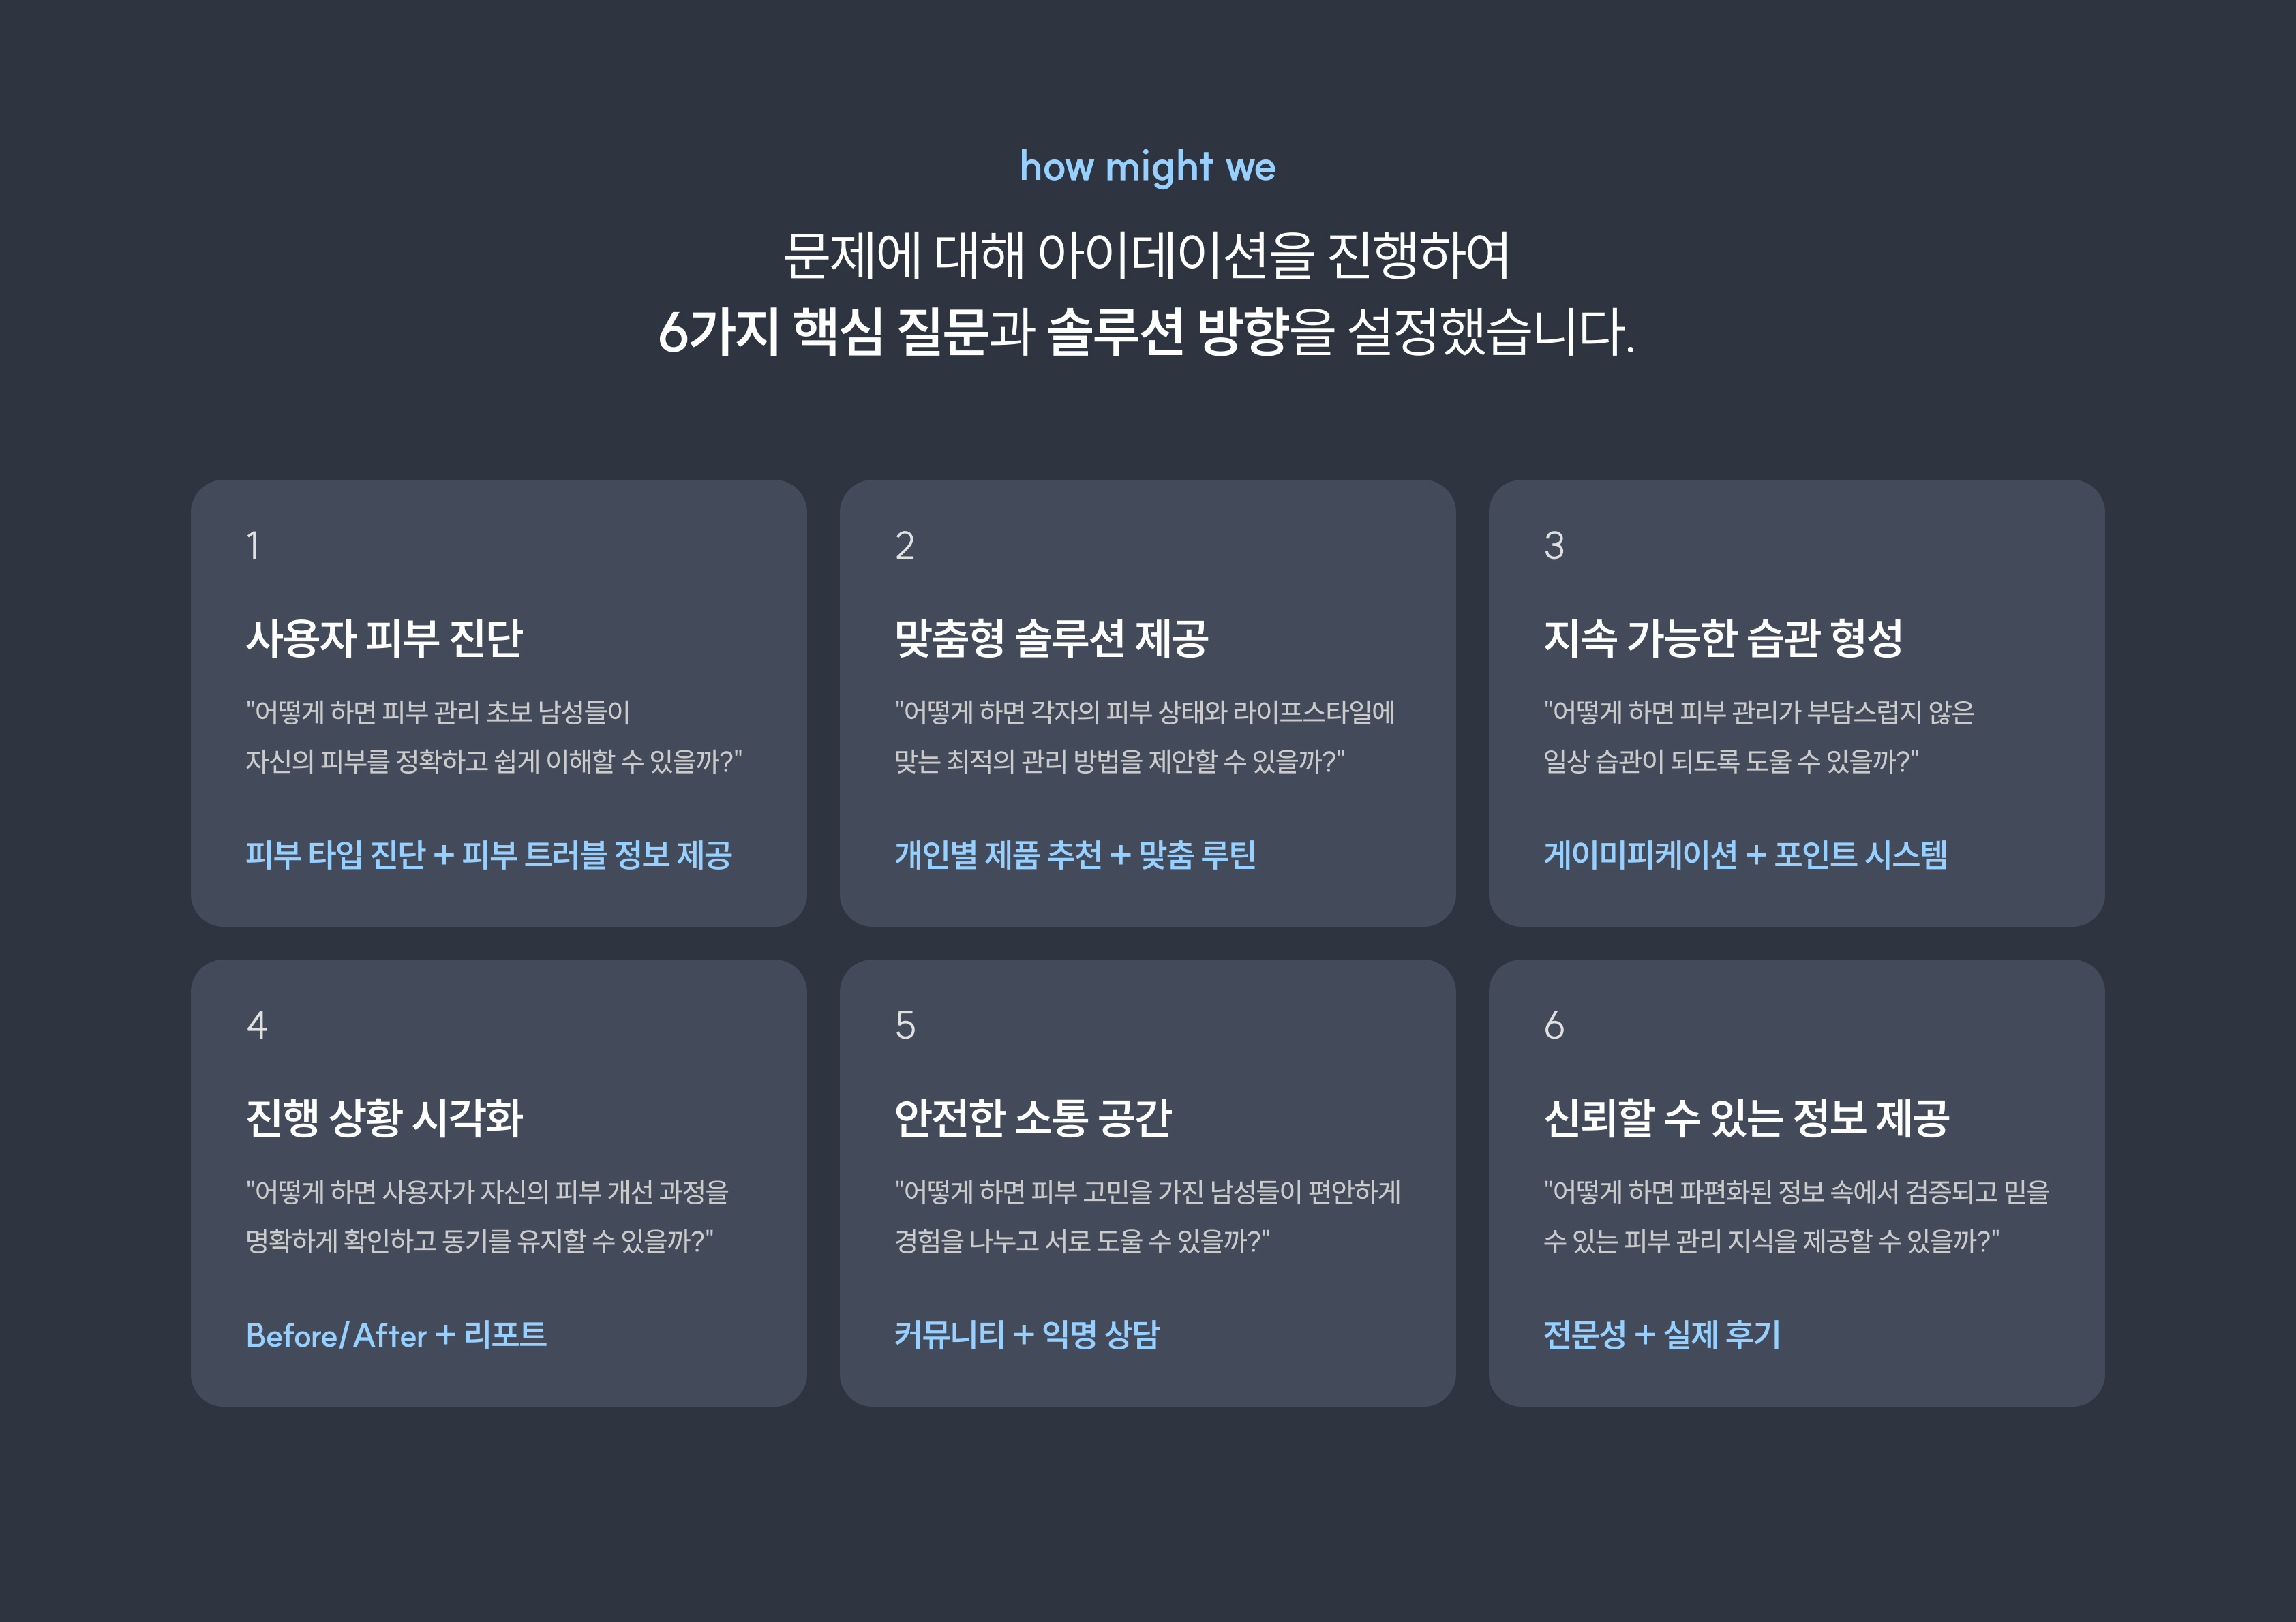 how might we
문제에 대해 아이데이션을 진행하여
6가지 핵심 질문과 솔루션 방향을 설정했습니다.
1
사용자 피부 진단
"어떻게 하면 피부 관리 초보 남성들이
자신의 피부를 정확하고 쉽게 이해할 수 있을까?"
피부 타입 진단 + 피부 트러블 정보 제공
2
맞춤형 솔루션 제공
"어떻게 하면 각자의 피부 상태와 라이프스타일에
맞는 최적의 관리 방법을 제안할 수 있을까?"
개인별 제품 추천 + 맞춤 루틴
3
지속 가능한 습관 형성
"어떻게 하면 피부 관리가 부담스럽지 않은
일상 습관이 되도록 도울 수 있을까?"
게이미피케이션 + 포인트 시스템
4
진행 상황 시각화
"어떻게 하면 사용자가 자신의 피부 개선 과정을
명확하게 확인하고 동기를 유지할 수 있을까?"
Before/After + 리포트
5
안전한 소통 공간
"어떻게 하면 피부 고민을 가진 남성들이 편안하게
경험을 나누고 서로 도울 수 있을까?"
커뮤니티 + 익명 상담
6
신뢰할 수 있는 정보 제공
"어떻게 하면 파편화된 정보 속에서 검증되고 믿을
수 있는 피부 관리 지식을 제공할 수 있을까?"
전문성 + 실제 후기